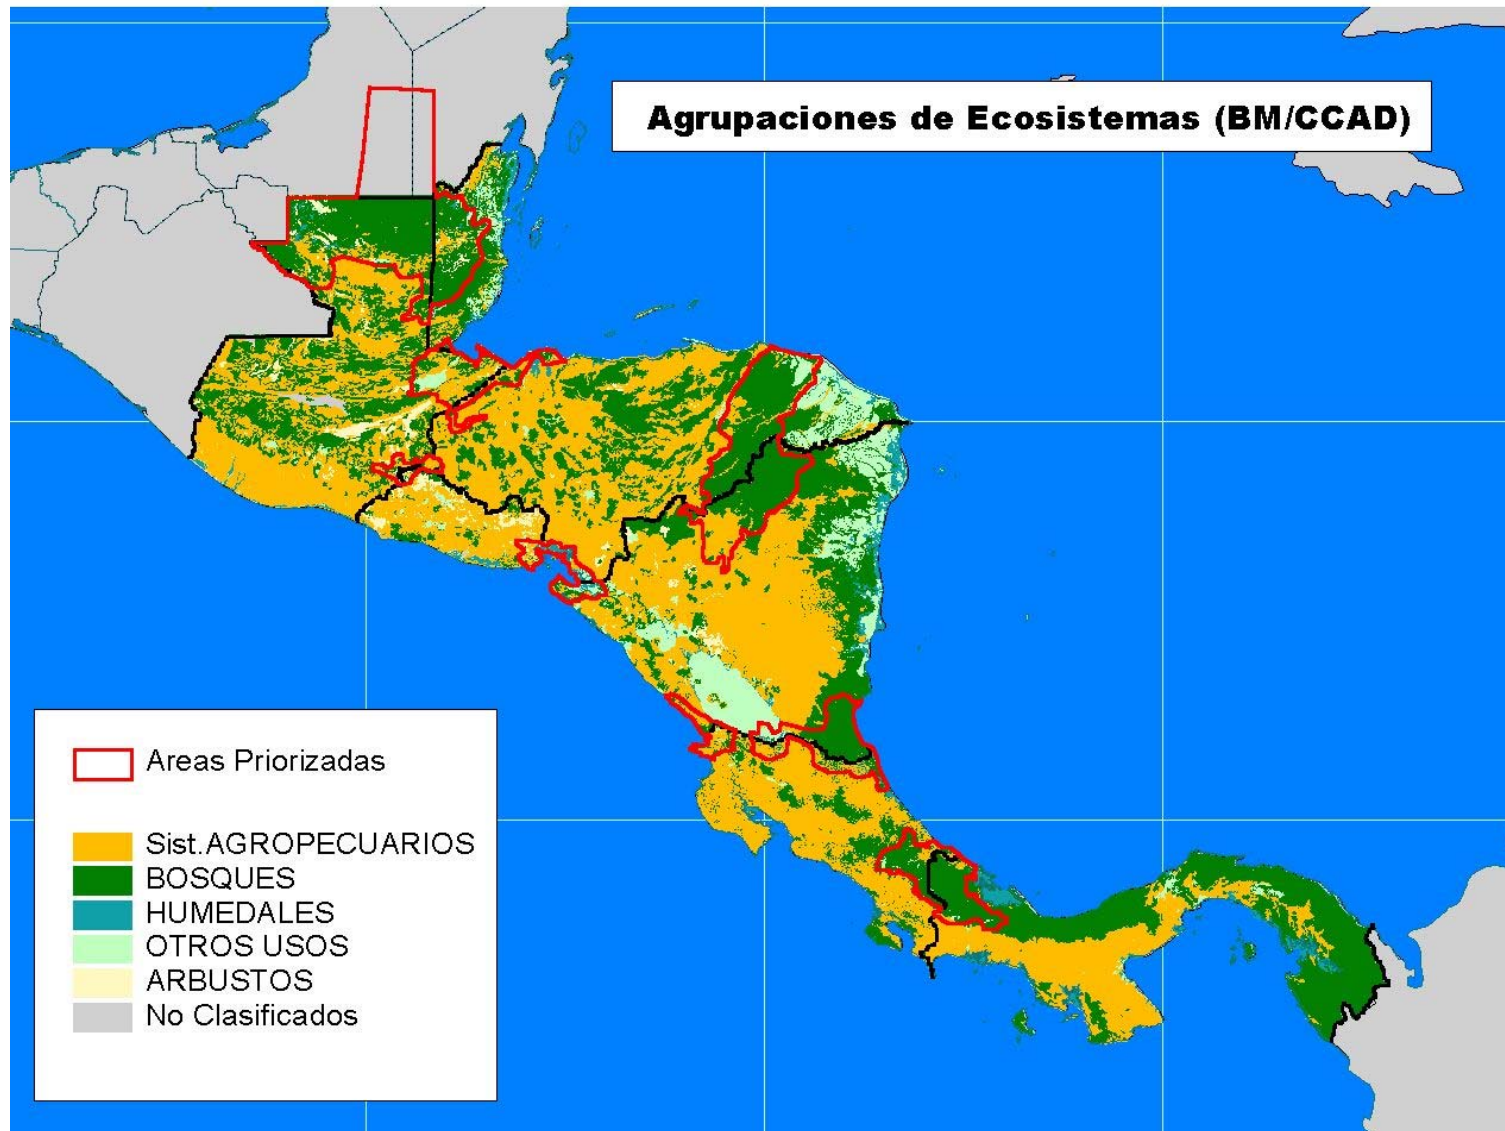 Agrupaciones de Ecosistemas (BM/CCAD)
Areas Priorizadas
Sist.AGROPECUARIOS
BOSQUES
HUMEDALES
OTROS USOS
ARBUSTOS
No Clasificados